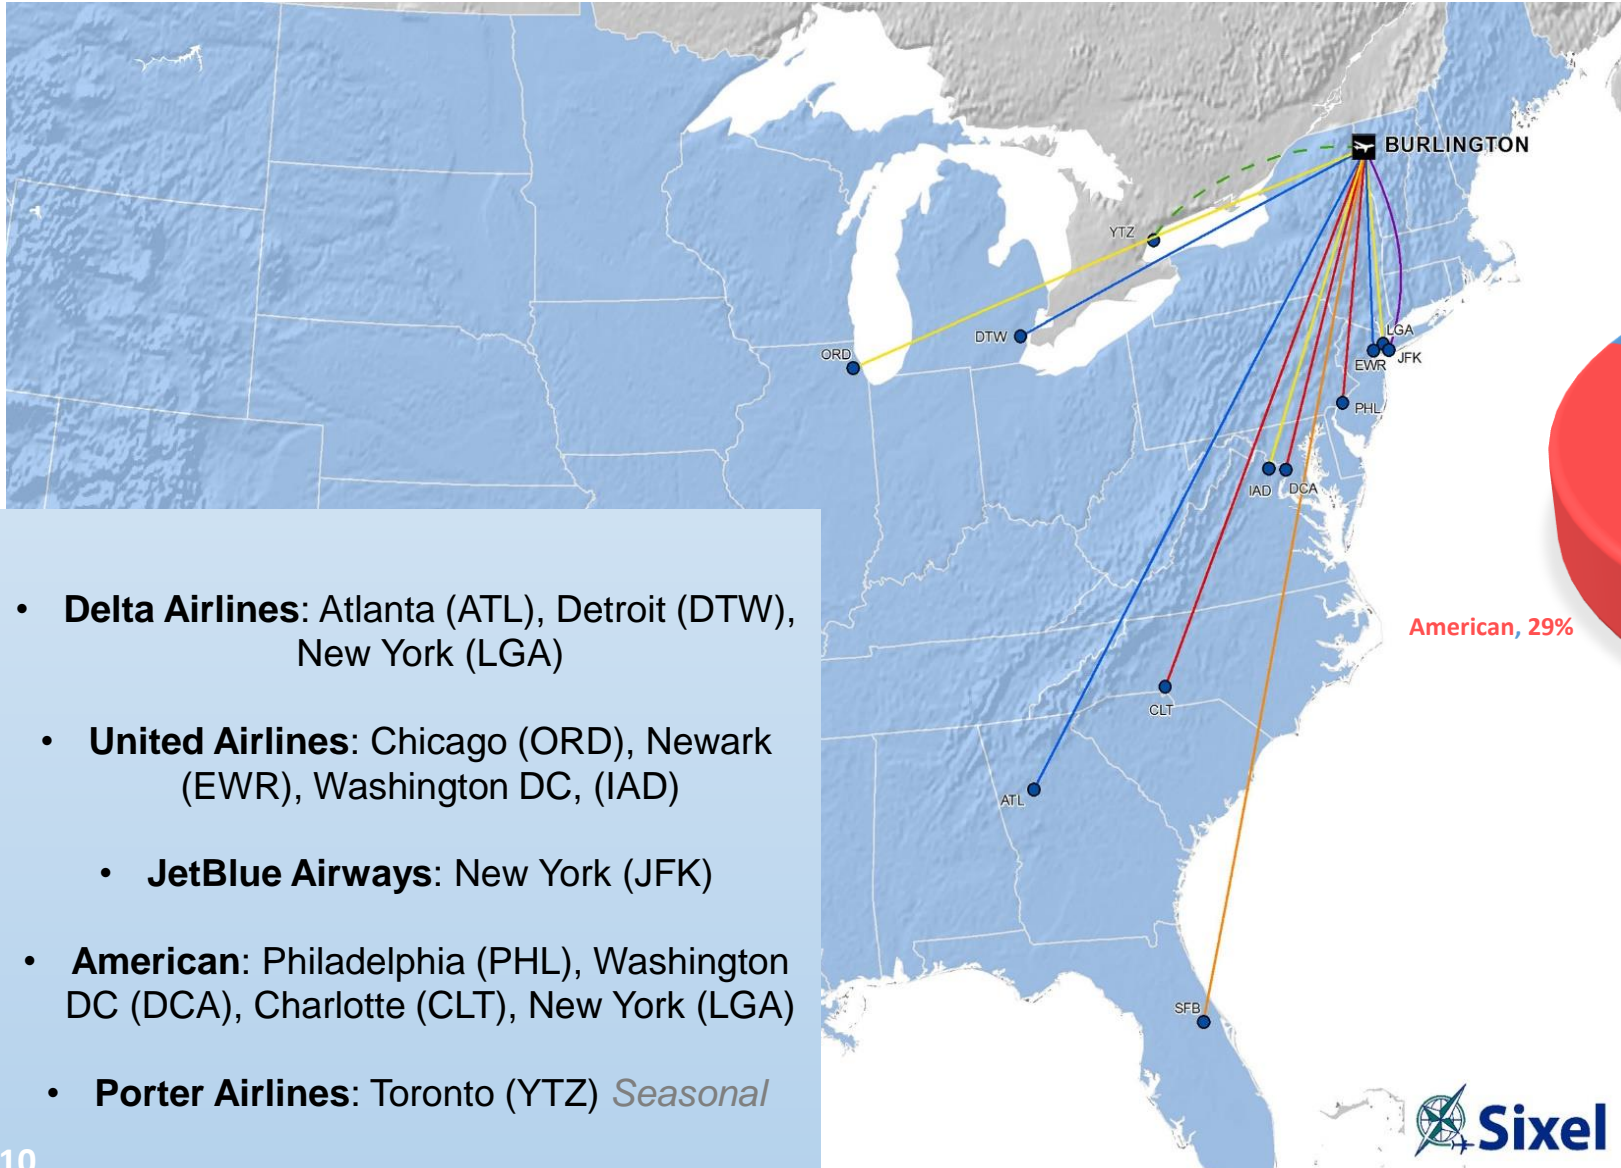 BURLINGTON
YTZ
DTW
ORD
LGA
EWR
JFK
PHL
IAD
DCA
CLT
ATL
SFB
American, 29%
• Delta Airlines: Atlanta (ATL), Detroit (DTW),
New York (LGA)
• United Airlines: Chicago (ORD), Newark
(EWR), Washington DC, (IAD)
• JetBlue Airways: New York (JFK)
• American: Philadelphia (PHL), Washington
DC (DCA), Charlotte (CLT), New York (LGA)
• Porter Airlines: Toronto (YTZ) Seasonal
10
Sixel